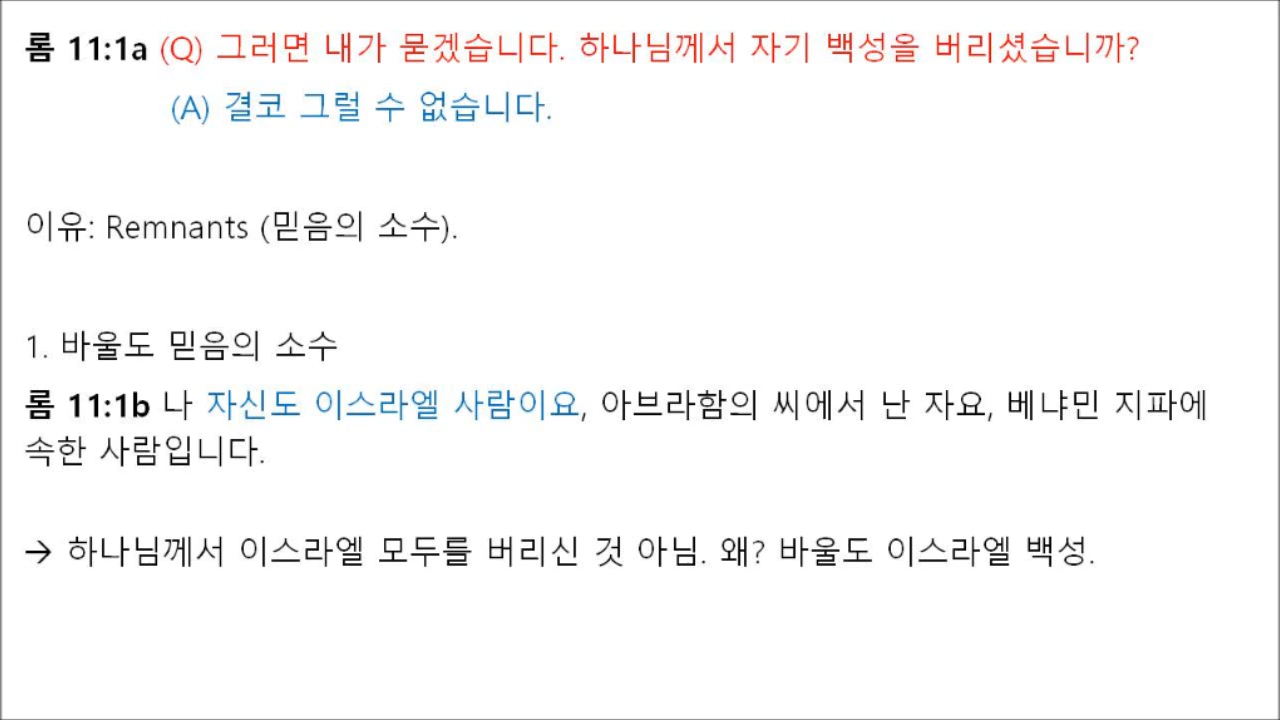 롬 11:1a (Q) 그러면 내가 묻겠습니다. 하나님께서 자기 백성을 버리셨습니까?
(A) 결코 그럴 수 없습니다.
이유: Remnants (믿음의 소수).
1. 바울도 믿음의 소수
롬 11:1b 나 자신도 이스라엘 사람이요, 아브라함의 씨에서 난 자요, 베냐민 지파에
속한 사람입니다.
→ 하나님께서 이스라엘 모두를 버리신 것 아님. 왜? 바울도 이스라엘 백성.